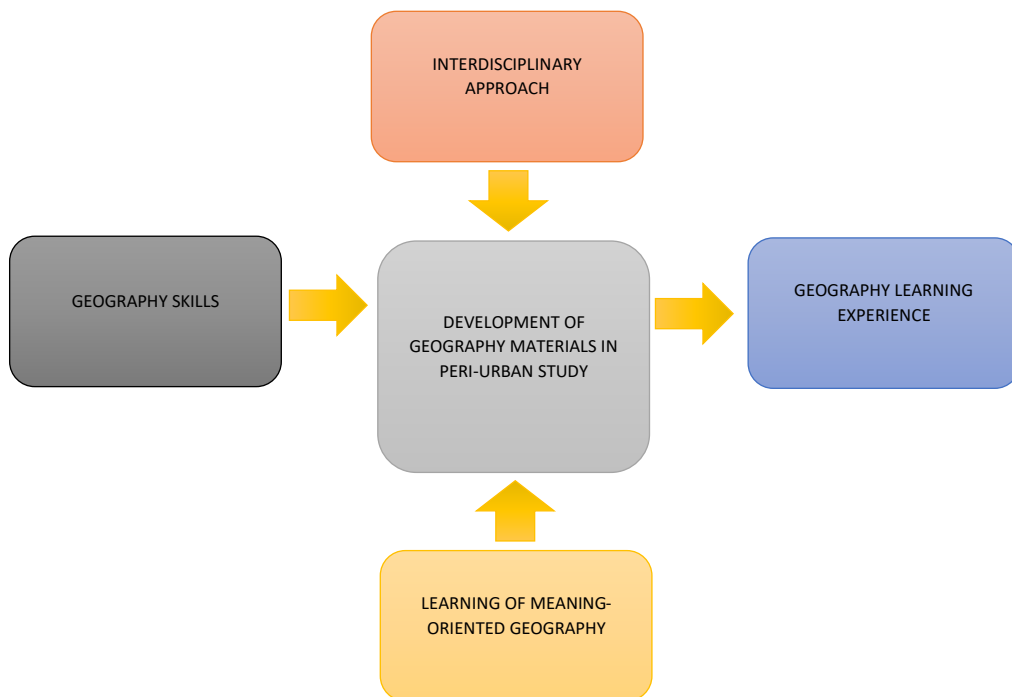 INTERDISCIPLINARY
APPROACH
GEOGRAPHY SKILLS
DEVELOPMENT OF
GEOGRAPHY MATERIALS IN
PERI-URBAN STUDY
GEOGRAPHY LEARNING
EXPERIENCE
LEARNING OF MEANING-
ORIENTED GEOGRAPHY